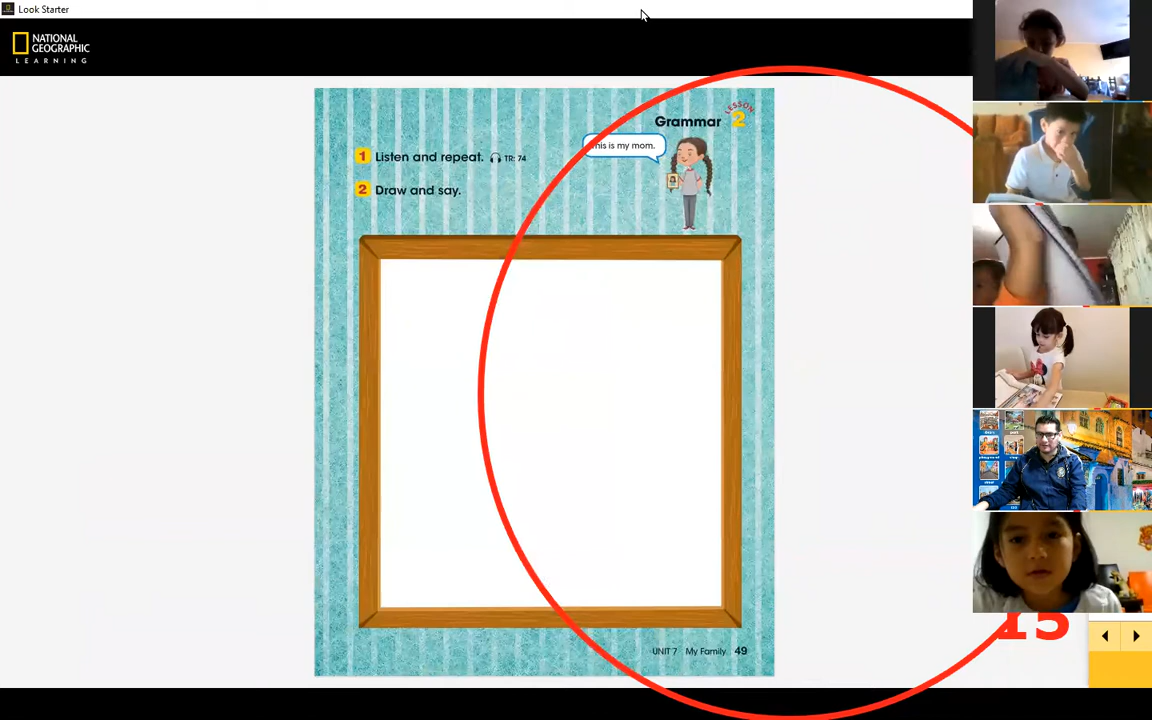 Look Starter
NATIONAL
GEOGRAPHIC
LEARNING
LESSON
2
Grammar
This is my mom.
1 Listen and repeat. TR: 74
2 Draw and say.
UNIT 7 My Family 49
15